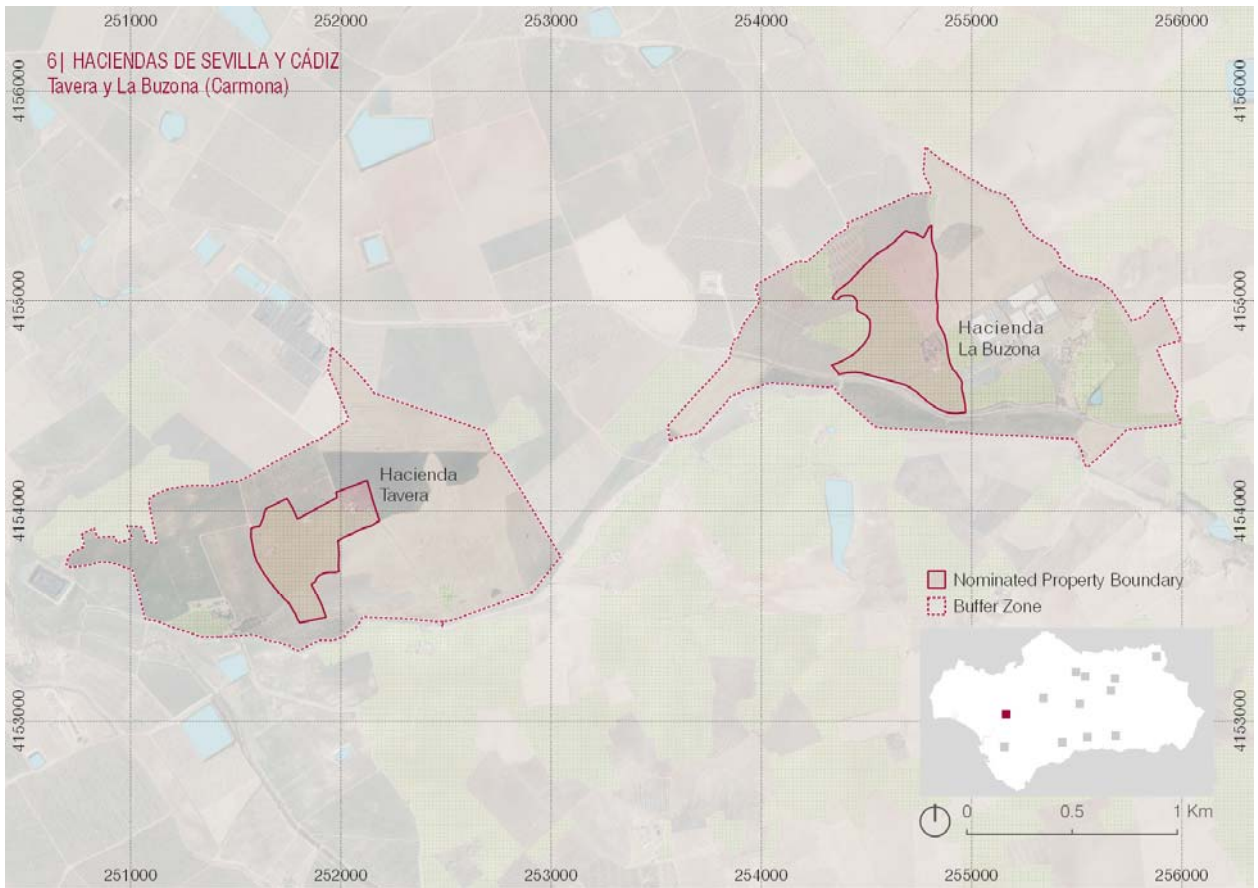 251000 252000 253000 254000 255000 256000
6| HACIENDAS DE SEVILLA Y CÁDIZ
Tavera y La Buzona (Carmona)
4156000 4156000
4155000 4155000
Hacienda
La Buzona
Hacienda
Tavera
4154000 4154000
Nominated Property Boundary
Buffer Zone
4153000 4153000
0 0.5 1 Km
251000 252000 253000 254000 255000 256000